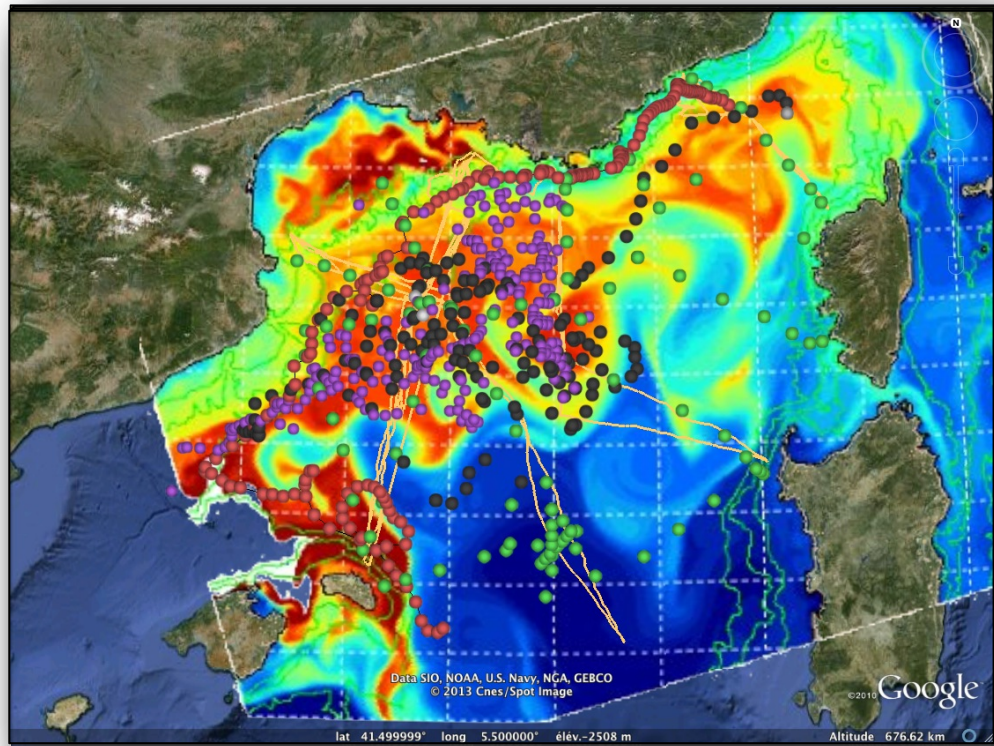 N
Data SIO, NOAA, U.S. Navy, NGA, GEBCO
© 2013 Cnes/Spot Image
©2010 Google
lat 41.499999° long 5.500000° élév.-2508 m Altitude 676.62 km